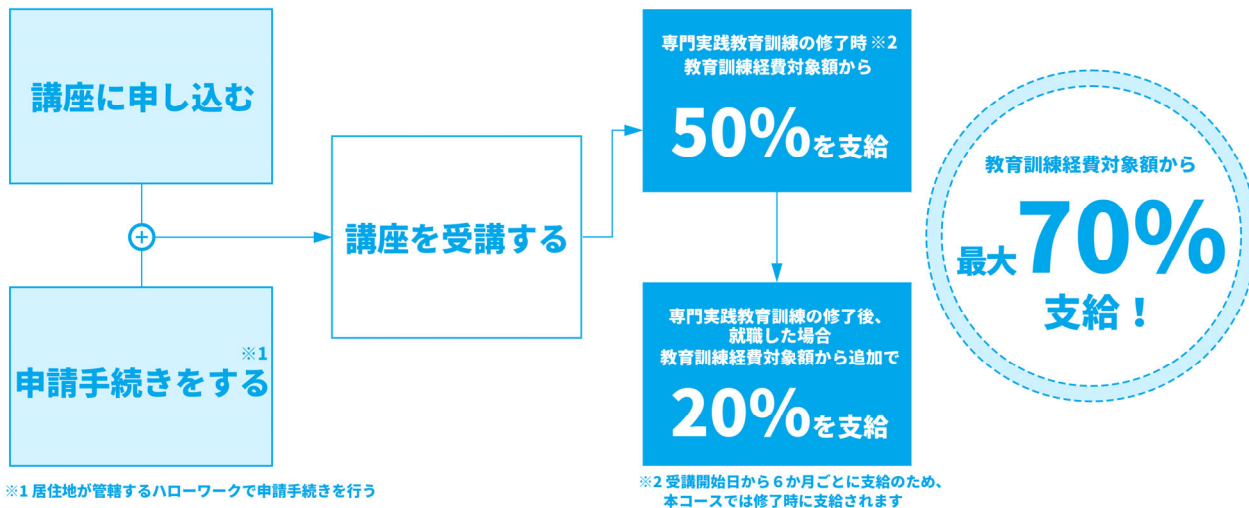 講座に申し込む
+
申請手続きをする
※1
※1 居住地が管轄するハローワークで申請手続きを行う
講座を受講する
専門実践教育訓練の修了時 ※2
教育訓練経費対象額から
50%を支給
専門実践教育訓練の修了後、
就職した場合
教育訓練経費対象額から追加で
20%を支給
※2 受講開始日から6か月ごとに支給のため、
本コースでは修了時に支給されます
教育訓練経費対象額から
最大70%
支給！